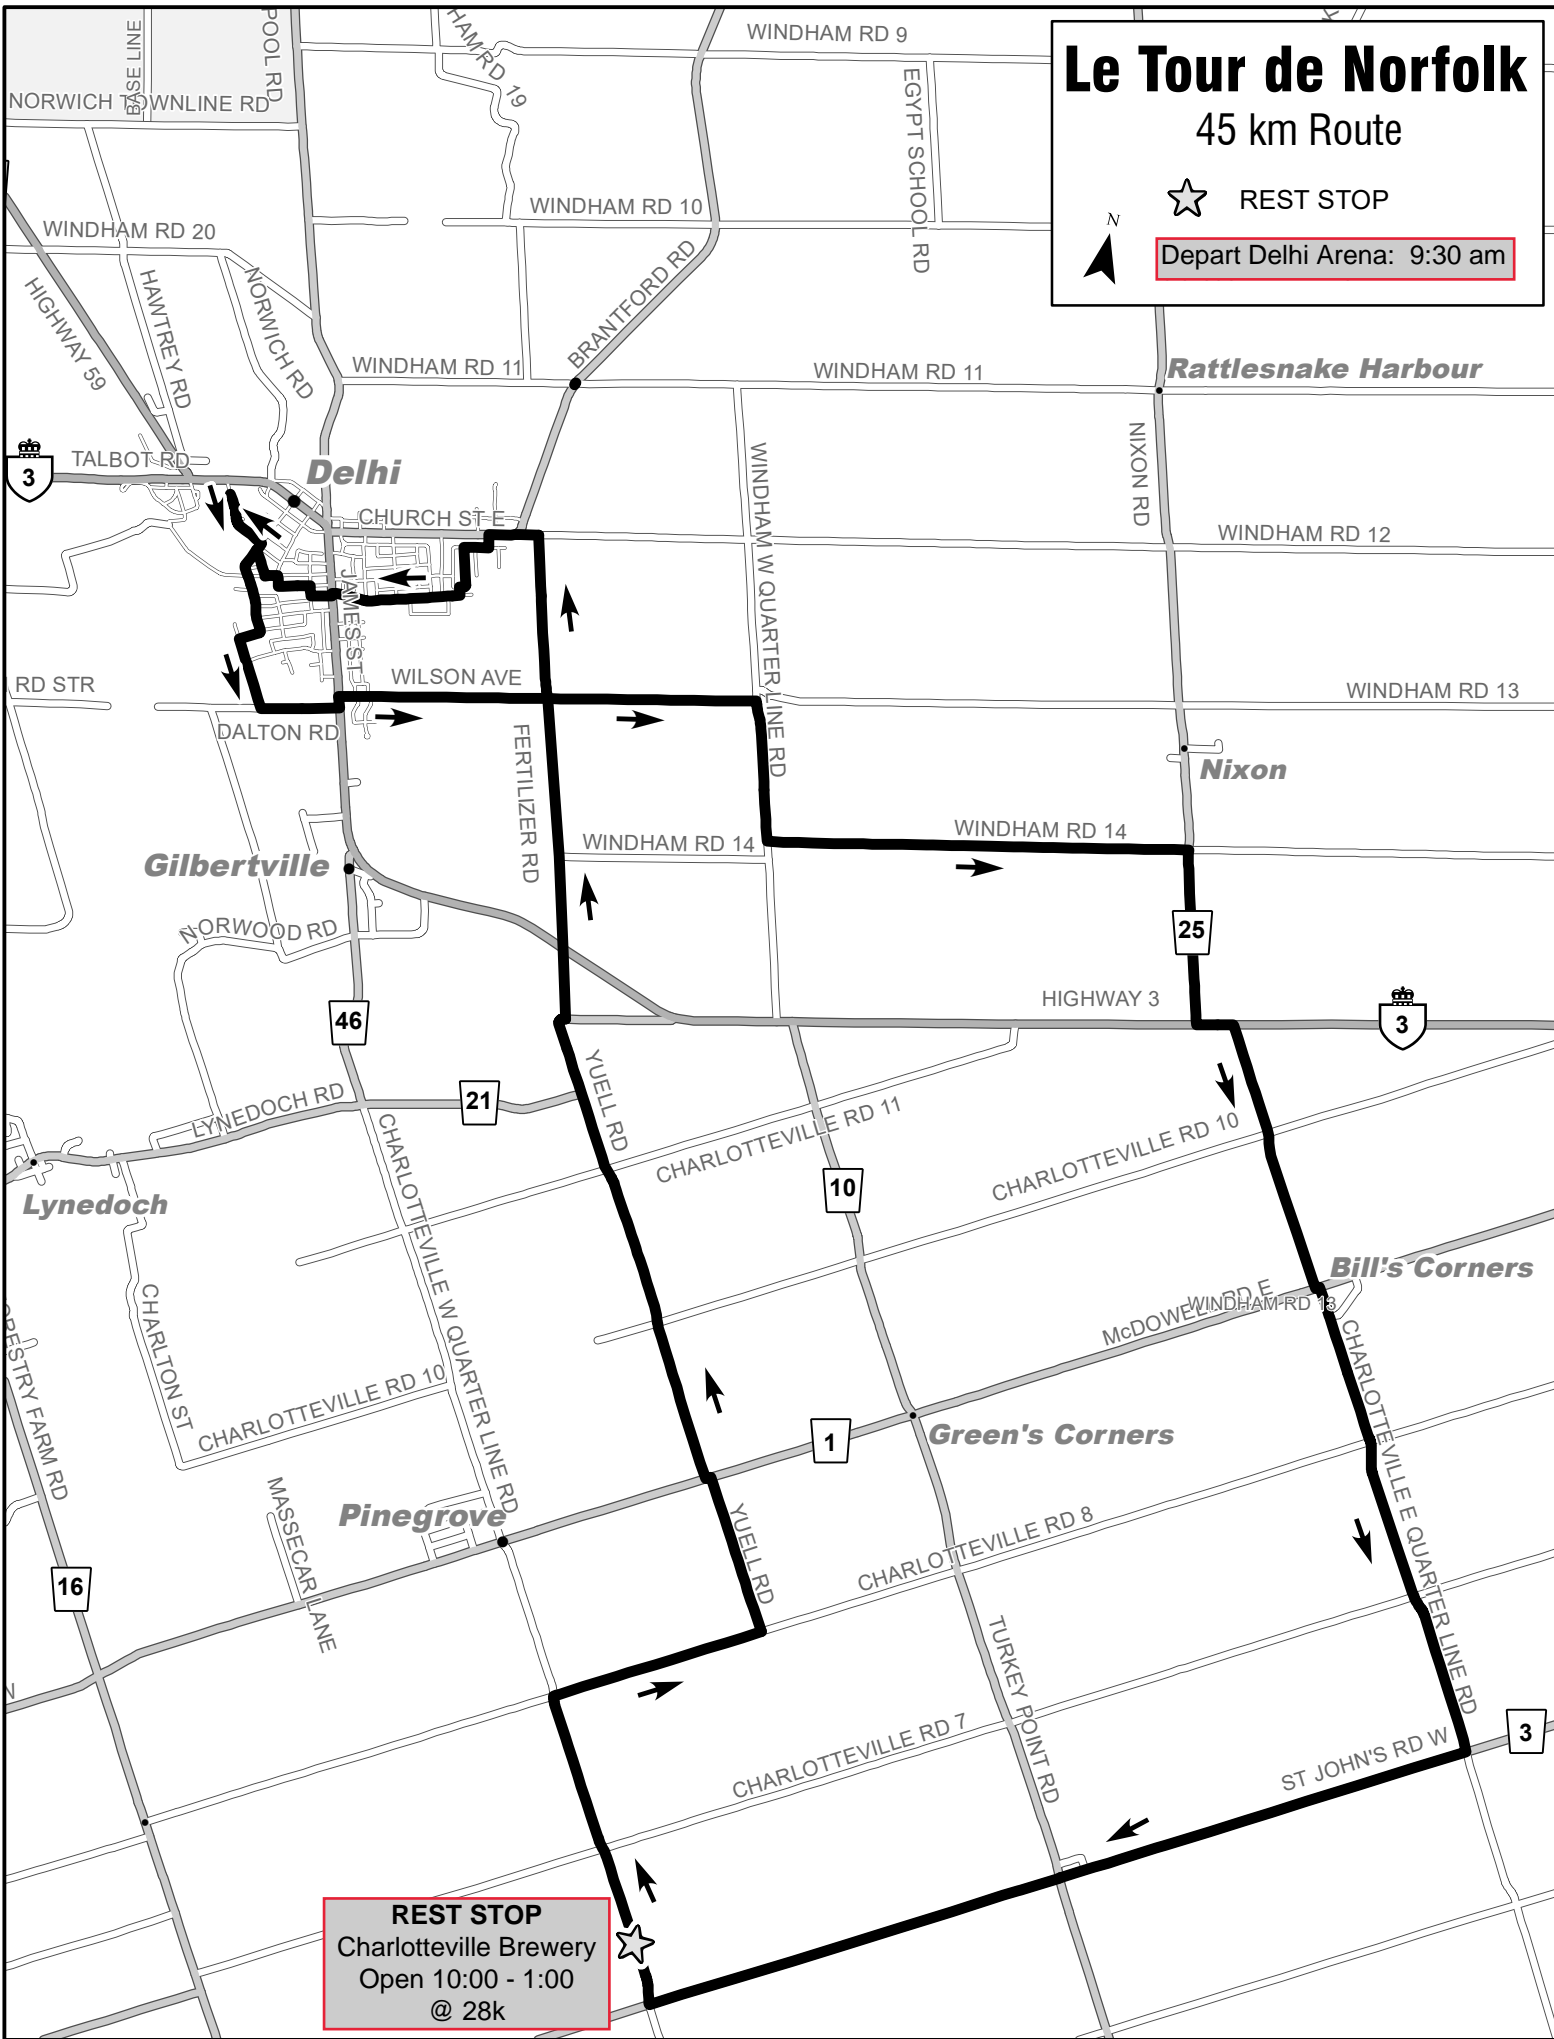 Le Tour de Norfolk
45 km Route
REST STOP
N
Depart Delhi Arena: 9:30 am
WINDHAM RD 9
BASE LINE
POOL RD
HAM RD 19
NORWICH TOWNLINE RD
EGYPT SCHOOL RD
WINDHAM RD 10
WINDHAM RD 20
BRANTFORD RD
HIGHWAY 59
HAWTREY RD
NORWICH RD
WINDHAM RD 11
WINDHAM RD 11
Rattlesnake Harbour
NIXON RD
TALBOT RD
3
Delhi
WINDHAM W QUARTER LINE RD
CHURCH ST E
WINDHAM RD 12
JAMES ST
WILSON AVE
RD STR
WINDHAM RD 13
DALTON RD
FERTILIZER RD
Nixon
WINDHAM RD 14
WINDHAM RD 14
Gilbertville
NORWOOD RD
25
HIGHWAY 3
3
46
YUELL RD
LYNEDOCH RD
21
CHARLOTTEVILLE RD 11
CHARLOTTEVILLE RD 10
CHARLOTTEVILLE W QUARTER LINE RD
10
Lynedoch
Bill's Corners
McDOWELL RD E
WINDHAM RD 13
CHARLTON ST
CHARLOTTEVILLE E QUARTER LINE RD
ORESTRY FARM RD
CHARLOTTEVILLE RD 10
1
Green's Corners
MASSECAR LANE
Pinegrove
YUELL RD
CHARLOTTEVILLE RD 8
16
TURKEY POINT RD
CHARLOTTEVILLE RD 7
ST JOHN'S RD W
3
REST STOP
Charlotteville Brewery
Open 10:00 - 1:00
@ 28k